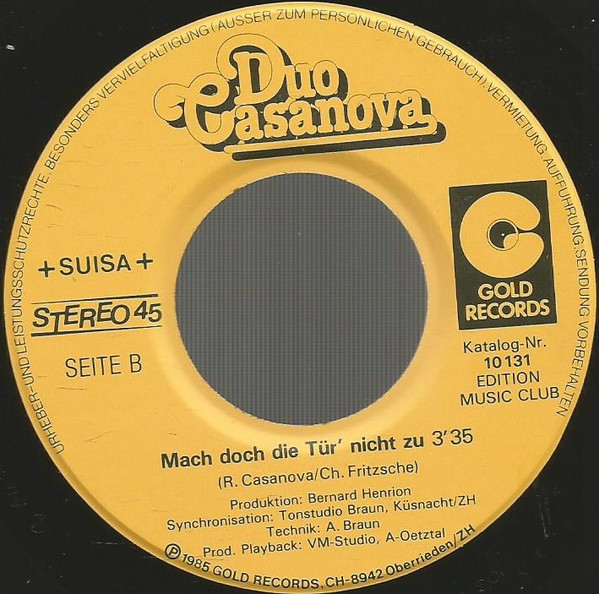 URHEBER- UND LEISTUNGSSCHUTZRECHTE. BESONDERS VERVIELFÄLTIGUNG (AUSSER ZUM PERSÖNLICHEN GEBRAUCH), VERMIETUNG, AUFFÜHRUNG, SENDUNG VORBEHALTEN
Duo
Casanova
+ SUISA +
STEREO 45
SEITE B
GOLD
RECORDS
Katalog-Nr.
10 131
EDITION
MUSIC CLUB
Mach doch die Tür' nicht zu 3'35
(R. Casanova/Ch. Fritzsche)
Produktion: Bernard Henrion
Synchronisation: Tonstudio Braun, Küsnacht/ZH
Technik: A. Braun
Prod. Playback: VM-Studio, A-Oetztal
Ⓟ 1985 GOLD RECORDS, CH-8942 Oberrieden/ZH